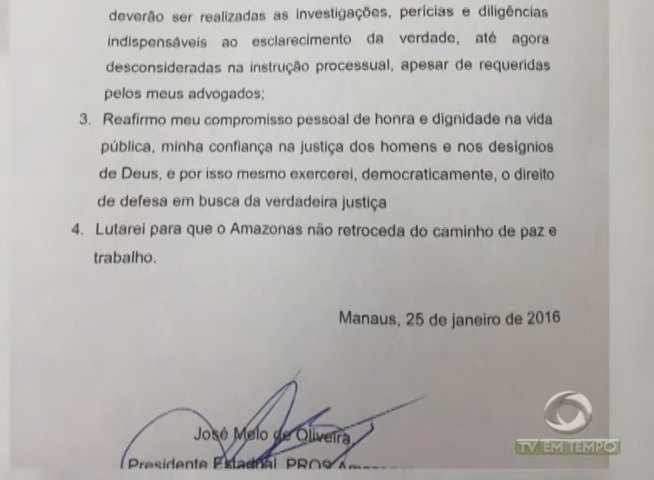 deverão ser realizadas as investigações, perícias e diligências
indispensáveis ao esclarecimento da verdade, até agora
desconsideradas na instrução processual, apesar de requeridas
pelos meus advogados;
3. Reafirmo meu compromisso pessoal de honra e dignidade na vida
pública, minha confiança na justiça dos homens e nos desígnios
de Deus, e por isso mesmo exercerei, democraticamente, o direito
de defesa em busca da verdadeira justiça
4. Lutarei para que o Amazonas não retroceda do caminho de paz e
trabalho.
Manaus, 25 de janeiro de 2016
José Melo de Oliveira,
Presidente Estadual PROS
TV EM TEMPO